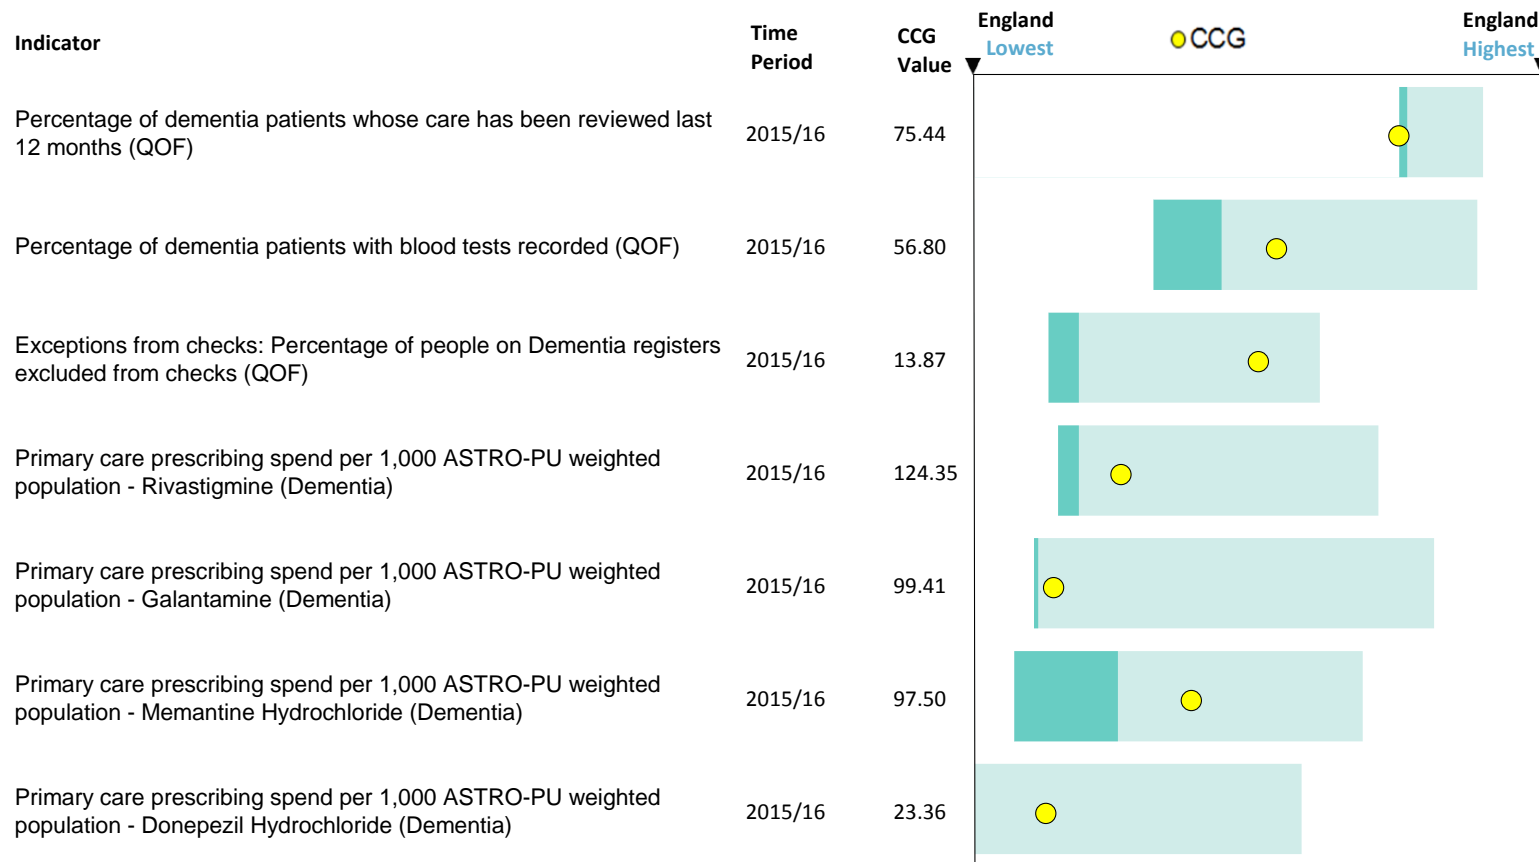 Indicator
Time
Period
CCG
Value
England
Lowest
CCG
England
Highest
Percentage of dementia patients whose care has been reviewed last
12 months (QOF)
2015/16
75.44
Percentage of dementia patients with blood tests recorded (QOF)
2015/16
56.80
Exceptions from checks: Percentage of people on Dementia registers
excluded from checks (QOF)
2015/16
13.87
Primary care prescribing spend per 1,000 ASTRO-PU weighted
population - Rivastigmine (Dementia)
2015/16
124.35
Primary care prescribing spend per 1,000 ASTRO-PU weighted
population - Galantamine (Dementia)
2015/16
99.41
Primary care prescribing spend per 1,000 ASTRO-PU weighted
population - Memantine Hydrochloride (Dementia)
2015/16
97.50
Primary care prescribing spend per 1,000 ASTRO-PU weighted
population - Donepezil Hydrochloride (Dementia)
2015/16
23.36